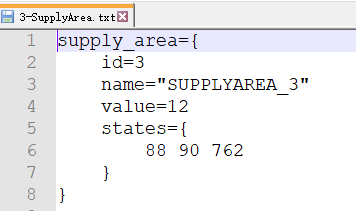 3-SupplyArea.txt
1 supply_area={
2 id=3
3 name="SUPPLYAREA_3"
4 value=12
5 states={
6 88 90 762
7 }
8 }